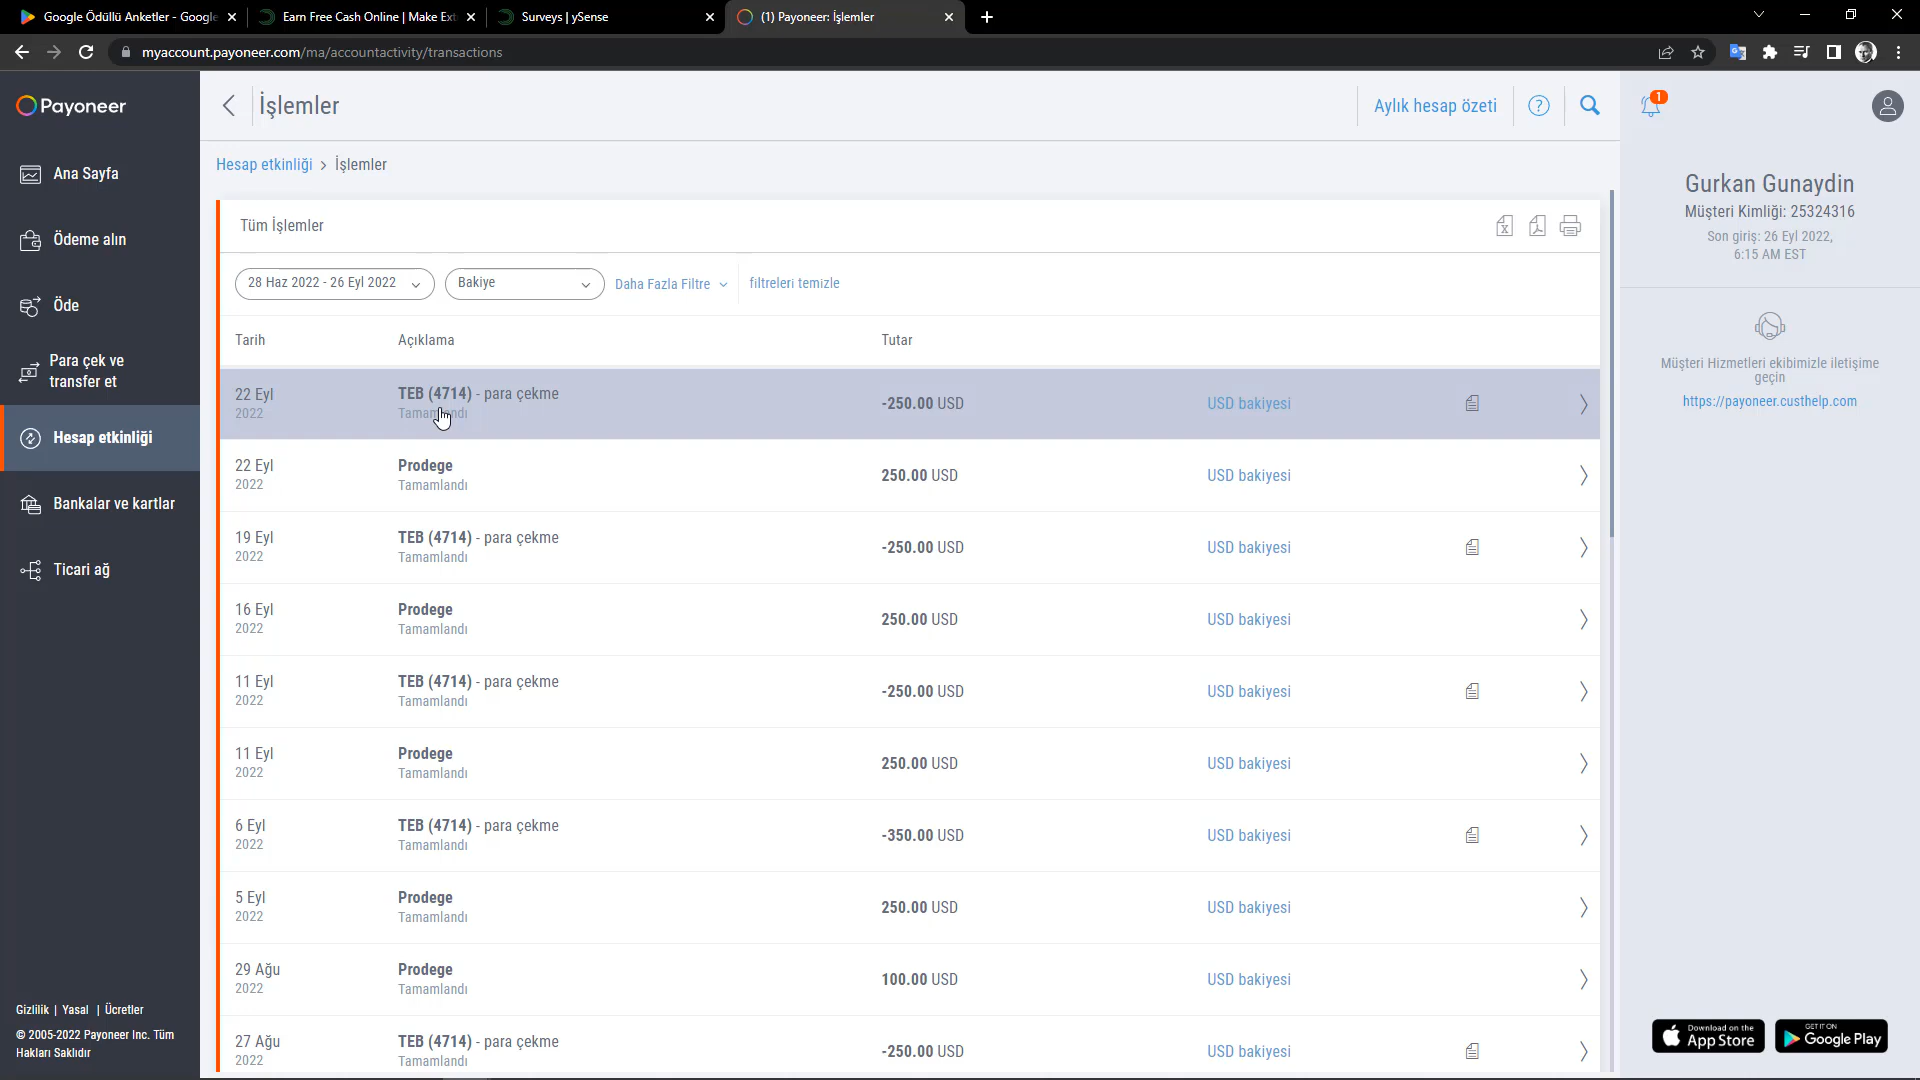 Google Ödüllü Anketler - Google
Earn Free Cash Online | Make Ext
Surveys | ySense
(1) Payoneer: İşlemler
myaccount.payoneer.com/ma/accountactivity/transactions
Payoneer
Ana Sayfa
Ödeme alın
Öde
Para çek ve
transfer et
Hesap etkinliği
Bankalar ve kartlar
Ticari ağ
Gizlilik | Yasal | Ücretler
© 2005-2022 Payoneer Inc. Tüm
Hakları Saklıdır
İşlemler
Aylık hesap özeti
?
Hesap etkinliği > İşlemler
Tüm İşlemler
28 Haz 2022 - 26 Eyl 2022
Bakiye
Daha Fazla Filtre
filtreleri temizle
Tarih Açıklama Tutar
22 Eyl TEB (4714) - para çekme -250.00 USD USD bakiyesi
2022 Tamamlandı
22 Eyl Prodege 250.00 USD USD bakiyesi
2022 Tamamlandı
19 Eyl TEB (4714) - para çekme -250.00 USD USD bakiyesi
2022 Tamamlandı
16 Eyl Prodege 250.00 USD USD bakiyesi
2022 Tamamlandı
11 Eyl TEB (4714) - para çekme -250.00 USD USD bakiyesi
2022 Tamamlandı
11 Eyl Prodege 250.00 USD USD bakiyesi
2022 Tamamlandı
6 Eyl TEB (4714) - para çekme -350.00 USD USD bakiyesi
2022 Tamamlandı
5 Eyl Prodege 250.00 USD USD bakiyesi
2022 Tamamlandı
29 Ağu Prodege 100.00 USD USD bakiyesi
2022 Tamamlandı
27 Ağu TEB (4714) - para çekme -250.00 USD USD bakiyesi
2022 Tamamlandı
1
Gurkan Gunaydin
Müşteri Kimliği: 25324316
Son giriş: 26 Eyl 2022,
6:15 AM EST
Müşteri Hizmetleri ekibimizle iletişime
geçin
https://payoneer.custhelp.com
Download on the
App Store
GET IT ON
Google Play